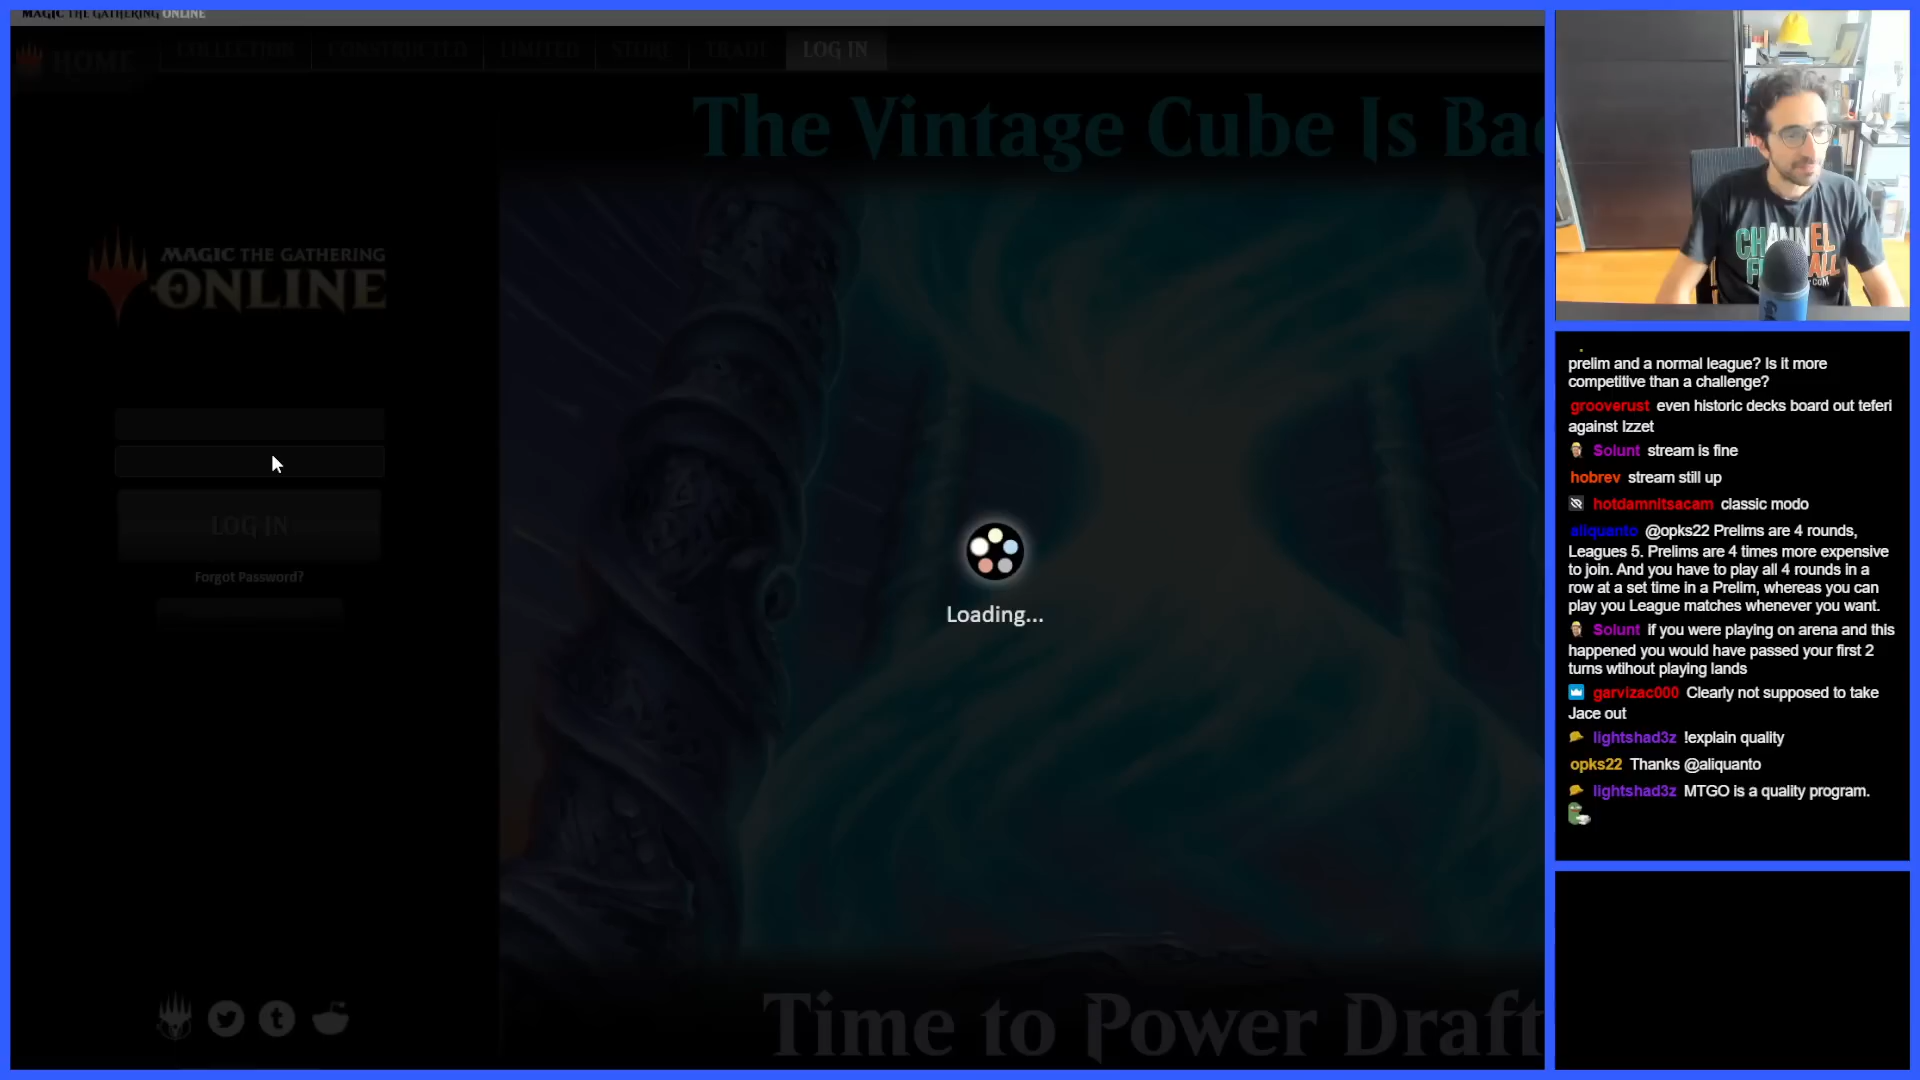 MAGIC THE GATHERING ONLINE
HOME
COLLECTION
CONSTRUCTED
LIMITED
STORE
TRADE
LOG IN
The Vintage Cube Is Bac
MAGIC THE GATHERING
ONLINE
LOG IN
Forgot Password?
Loading...
Time to Power Draft
CHANNEL
FIREBALL
.COM
prelim and a normal league? Is it more
competitive than a challenge?
grooverust even historic decks board out teferi
against Izzet
Solunt stream is fine
hobrev stream still up
hotdamnitsacam classic modo
aliquanto @opks22 Prelims are 4 rounds,
Leagues 5. Prelims are 4 times more expensive
to join. And you have to play all 4 rounds in a
row at a set time in a Prelim, whereas you can
play you League matches whenever you want.
Solunt if you were playing on arena and this
happened you would have passed your first 2
turns wtihout playing lands
garvizac000 Clearly not supposed to take
Jace out
lightshad3z !explain quality
opks22 Thanks @aliquanto
lightshad3z MTGO is a quality program.